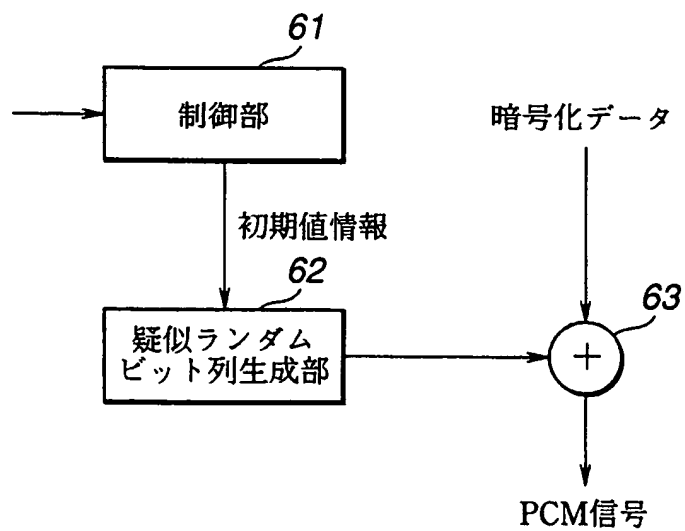 61
制御部
暗号化データ
初期値情報
62
疑似ランダム
ビット列生成部
63
+
PCM信号